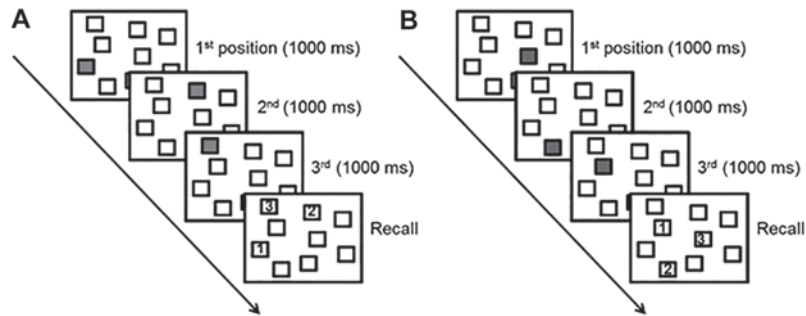 A
1st position (1000 ms)
2nd (1000 ms)
3rd (1000 ms)
3 2
1
Recall
B
1st position (1000 ms)
2nd (1000 ms)
3rd (1000 ms)
1
3
2
Recall